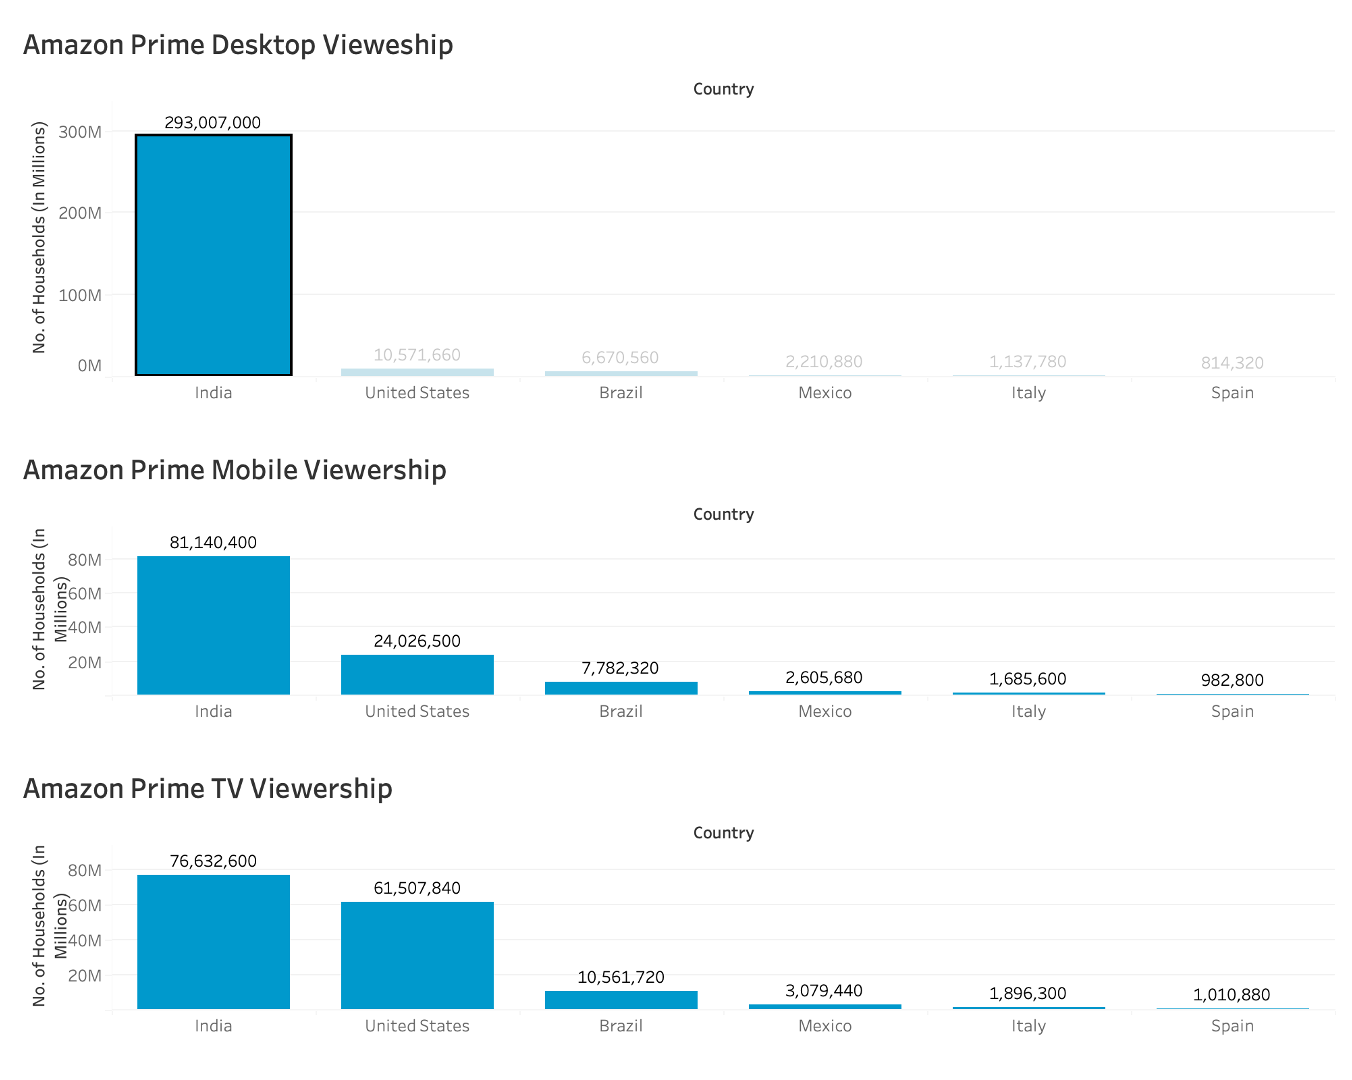 Amazon Prime Desktop Vieweship
Country
No. of Households (In Millions)
300M
200M
100M
0M
293,007,000
10,571,660
6,670,560
2,210,880
1,137,780
814,320
India
United States
Brazil
Mexico
Italy
Spain
Amazon Prime Mobile Viewership
Country
No. of Households (In
Millions)
80M
60M
40M
20M
81,140,400
24,026,500
7,782,320
2,605,680
1,685,600
982,800
India
United States
Brazil
Mexico
Italy
Spain
Amazon Prime TV Viewership
Country
No. of Households (In
Millions)
80M
60M
40M
20M
76,632,600
61,507,840
10,561,720
3,079,440
1,896,300
1,010,880
India
United States
Brazil
Mexico
Italy
Spain